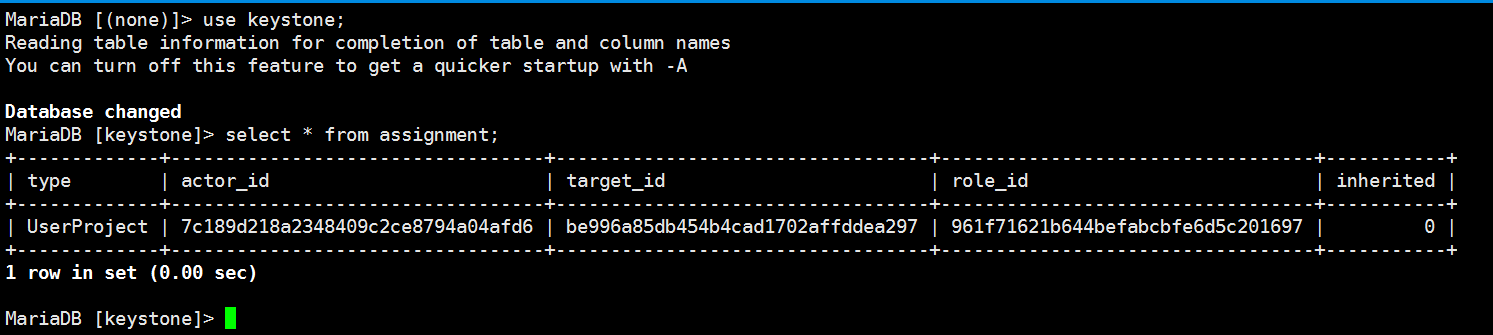 MariaDB [(none)]> use keystone;
Reading table information for completion of table and column names
You can turn off this feature to get a quicker startup with -A
Database changed
MariaDB [keystone]> select * from assignment;
+-------------+----------------------------------+----------------------------------+----------------------------------+-----------+
| type        | actor_id                         | target_id                        | role_id                          | inherited |
+-------------+----------------------------------+----------------------------------+----------------------------------+-----------+
| UserProject | 7c189d218a2348409c2ce8794a04afd6 | be996a85db454b4cad1702affddea297 | 961f71621b644befabcbfe6d5c201697 |         0 |
+-------------+----------------------------------+----------------------------------+----------------------------------+-----------+
1 row in set (0.00 sec)
MariaDB [keystone]>